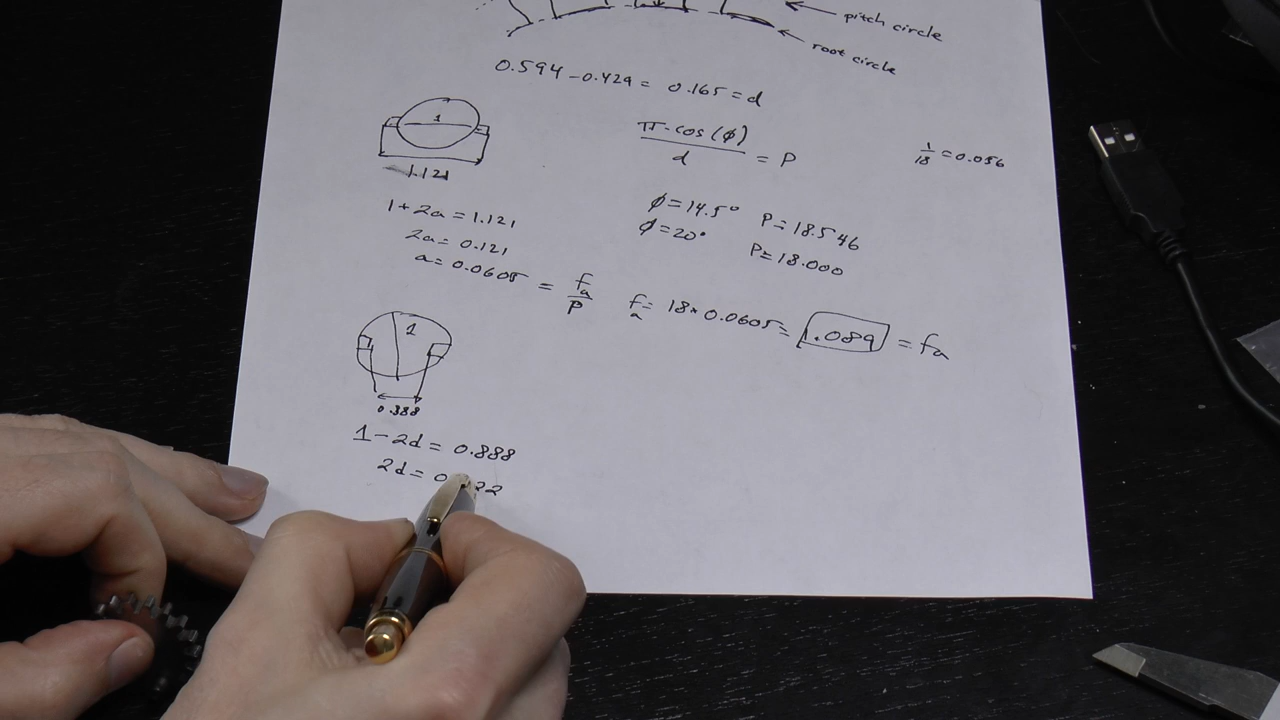 pitch circle
root circle
0.594 - 0.429 = 0.165 = d
1
1.121
π·cos(ϕ)
d
= P
1/18 = 0.056
1 + 2a = 1.121
2a = 0.121
a = 0.0605 = fa/P
ϕ = 14.5° P = 18.546
ϕ = 20° P = 18.000
fa = 18 * 0.0605 = 1.089 = fa
1
0.888
1 - 2d = 0.888
2d =